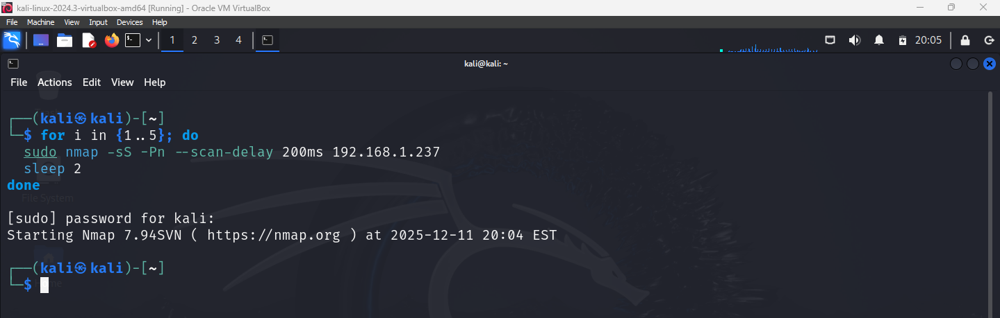 kali-linux-2024.3-virtualbox-amd64 [Running] - Oracle VM VirtualBox
File Machine View Input Devices Help
1 2 3 4 20:05
kali@kali: ~
File Actions Edit View Help
┌──(kali㉿kali)-[~]
└─$ for i in {1..5}; do
sudo nmap -sS -Pn --scan-delay 200ms 192.168.1.237
sleep 2
done
File System
[sudo] password for kali:
Starting Nmap 7.94SVN ( https://nmap.org ) at 2025-12-11 20:04 EST
┌──(kali㉿kali)-[~]
└─$
Home